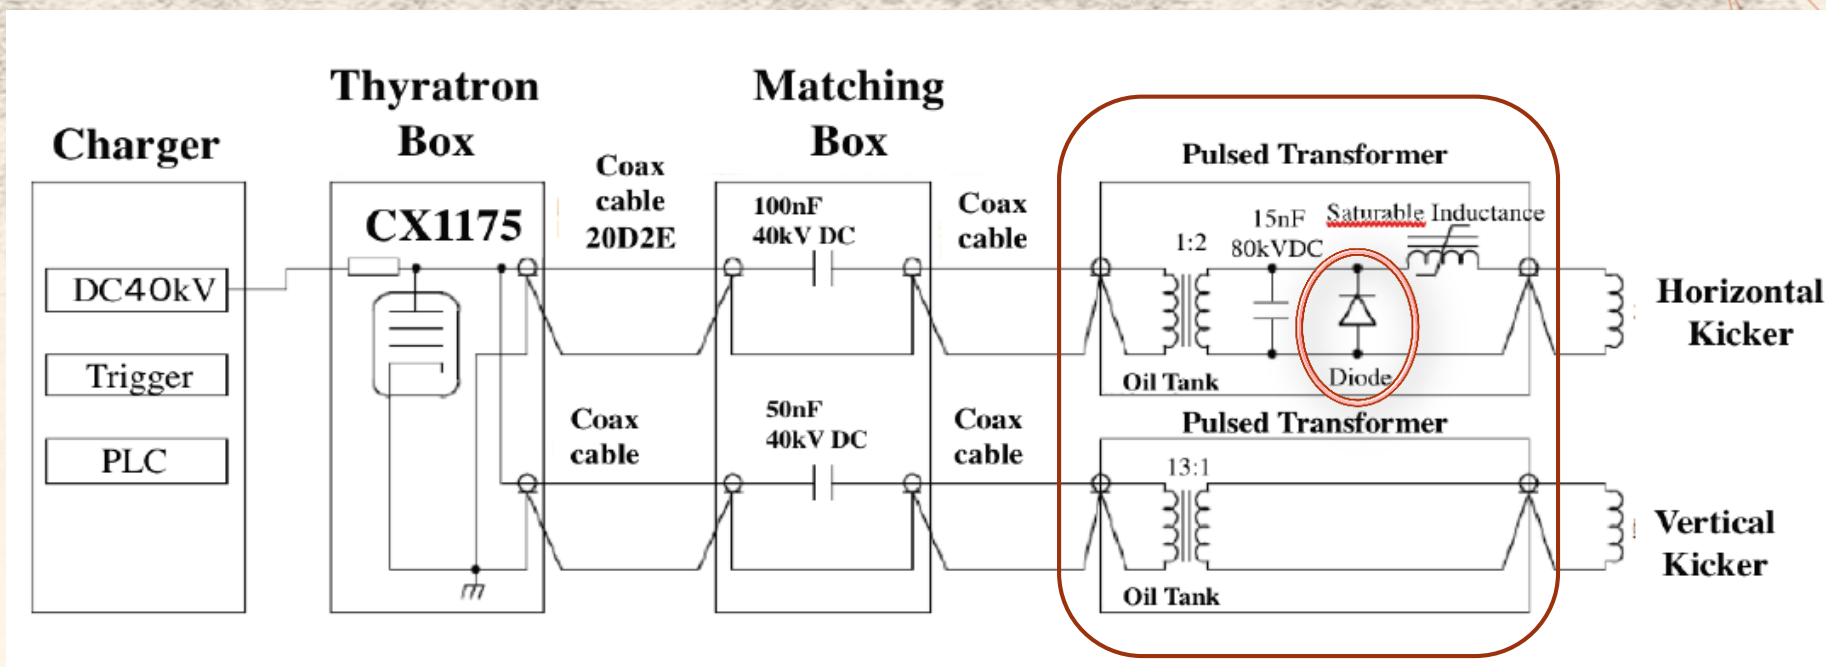 Charger
DC40kV
Trigger
PLC
Thyratron
Box
CX1175
Coax
cable
20D2E
Coax
cable
Matching
Box
100nF
40kV DC
50nF
40kV DC
Coax
cable
Coax
cable
Pulsed Transformer
1:2
15nF
80kVDC
Saturable Inductance
Diode
Oil Tank
Pulsed Transformer
13:1
Oil Tank
Horizontal
Kicker
Vertical
Kicker